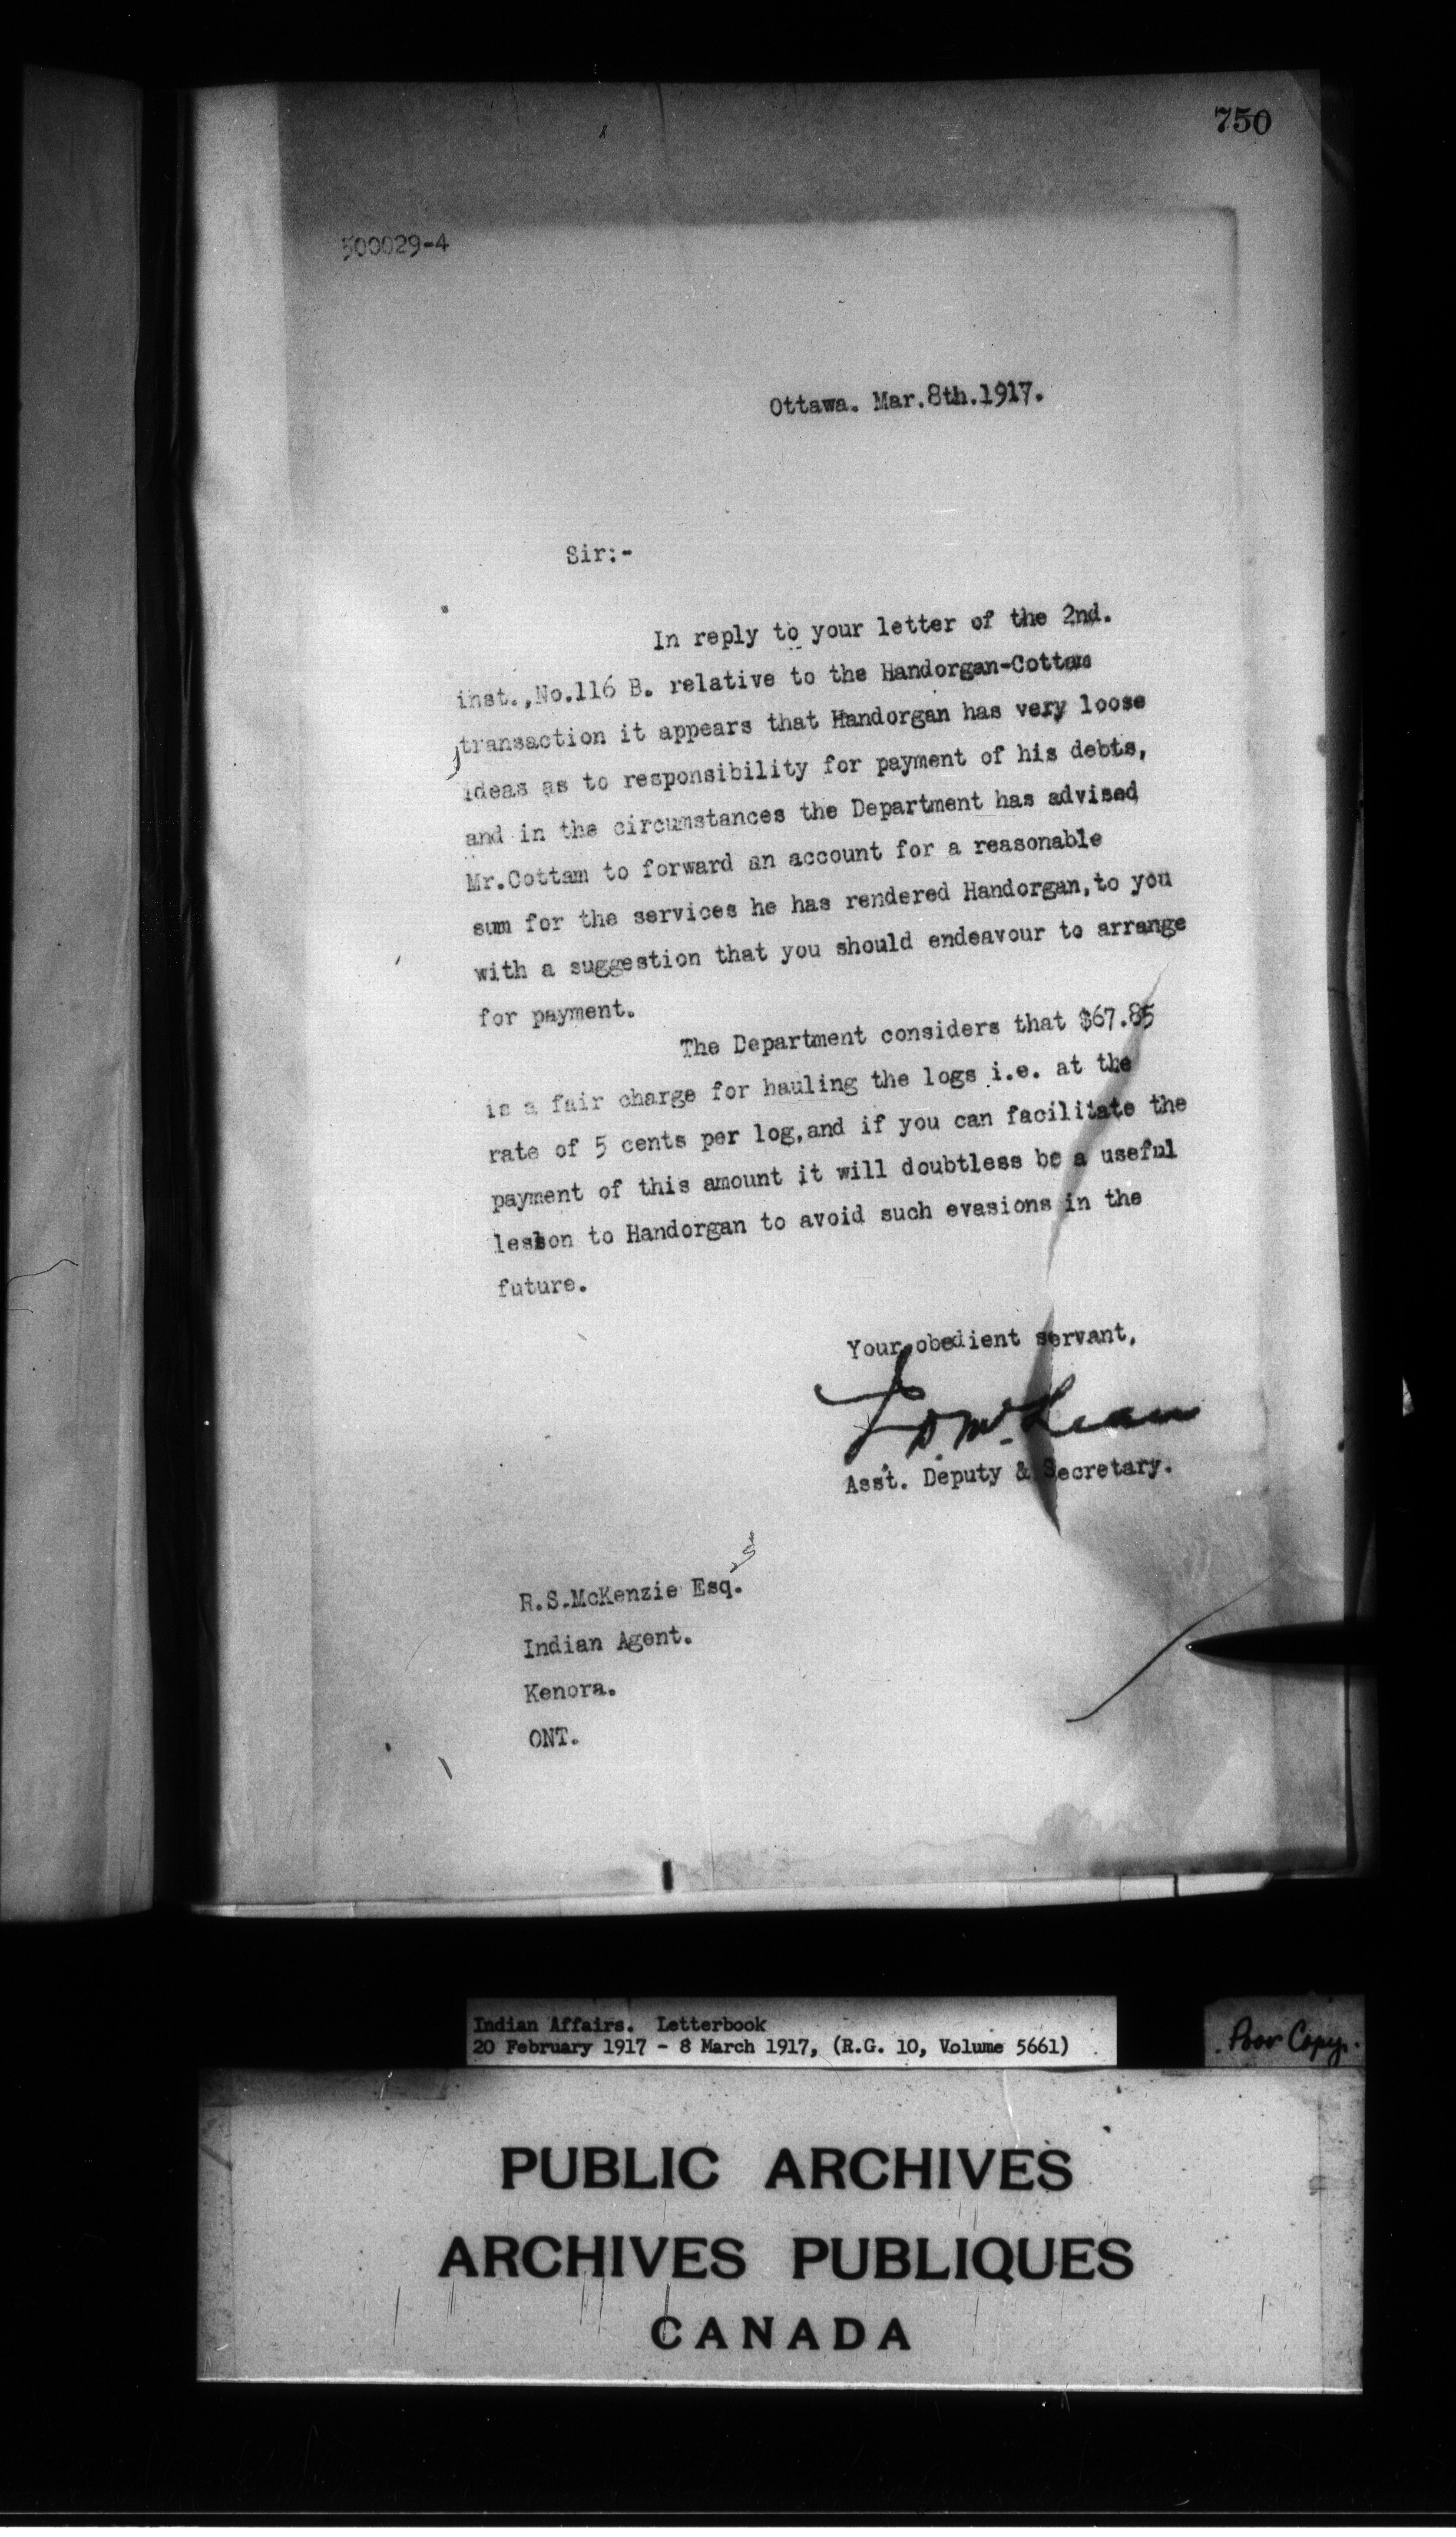 750
500029-4
Ottawa. Mar.8th.1917.
Sir:-
In reply to your letter of the 2nd.
inst.,No.116 B. relative to the Handorgan-Cottam
transaction it appears that Handorgan has very loose
ideas as to responsibility for payment of his debts,
and in the circumstances the Department has advised
Mr.Cottam to forward an account for a reasonable
sum for the services he has rendered Handorgan,to you
with a suggestion that you should endeavour to arrange
for payment.
The Department considers that $67.85
is a fair charge for hauling the logs i.e. at the
rate of 5 cents per log,and if you can facilitate the
payment of this amount it will doubtless be a useful
lesson to Handorgan to avoid such evasions in the
future.
Your obedient servant,
J.D. McLean
Asst. Deputy & Secretary.
R.S.McKenzie Esq.
Indian Agent.
Kenora.
ONT.
Indian Affairs. Letterbook
20 February 1917 - 8 March 1917, (R.G. 10, Volume 5661)
Poor Copy.
PUBLIC ARCHIVES
ARCHIVES PUBLIQUES
CANADA